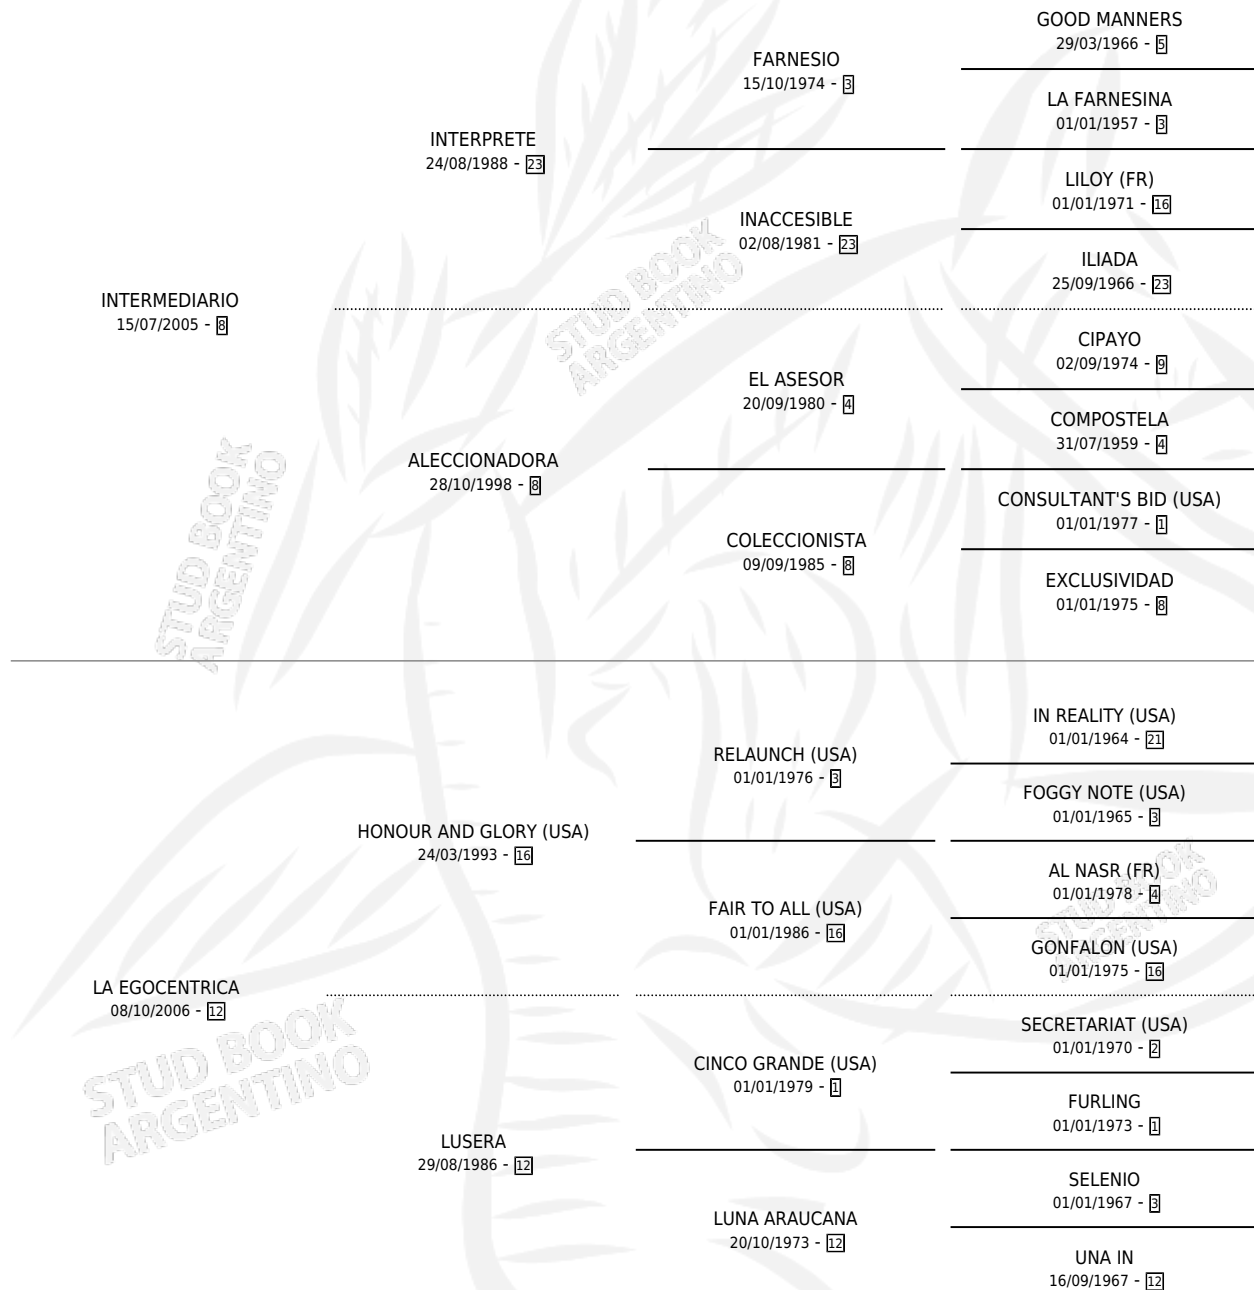 GOOD MANNERS
29/03/1966 - 5
FARNESIO
15/10/1974 - 3
LA FARNESINA
01/01/1957 - 3
INTERPRETE
24/08/1988 - 23
LILOY (FR)
01/01/1971 - 16
INACCESIBLE
02/08/1981 - 23
ILIADA
25/09/1966 - 23
INTERMEDIARIO
15/07/2005 - 8
CIPAYO
02/09/1974 - 9
EL ASESOR
20/09/1980 - 4
COMPOSTELA
31/07/1959 - 4
ALECCIONADORA
28/10/1998 - 8
CONSULTANT'S BID (USA)
01/01/1977 - 1
COLECCIONISTA
09/09/1985 - 8
EXCLUSIVIDAD
01/01/1975 - 8
IN REALITY (USA)
01/01/1964 - 21
RELAUNCH (USA)
01/01/1976 - 3
FOGGY NOTE (USA)
01/01/1965 - 3
HONOUR AND GLORY (USA)
24/03/1993 - 16
AL NASR (FR)
01/01/1978 - 4
FAIR TO ALL (USA)
01/01/1986 - 16
GONFALON (USA)
01/01/1975 - 16
LA EGOCENTRICA
08/10/2006 - 12
SECRETARIAT (USA)
01/01/1970 - 2
CINCO GRANDE (USA)
01/01/1979 - 1
FURLING
01/01/1973 - 1
LUSERA
29/08/1986 - 12
SELENIO
01/01/1967 - 3
LUNA ARAUCANA
20/10/1973 - 12
UNA IN
16/09/1967 - 12
STUD BOOK
ARGENTINO
STUD BOOK
ARGENTINO
STUD BOOK
ARGENTINO
STUD BOOK
ARGENTINO